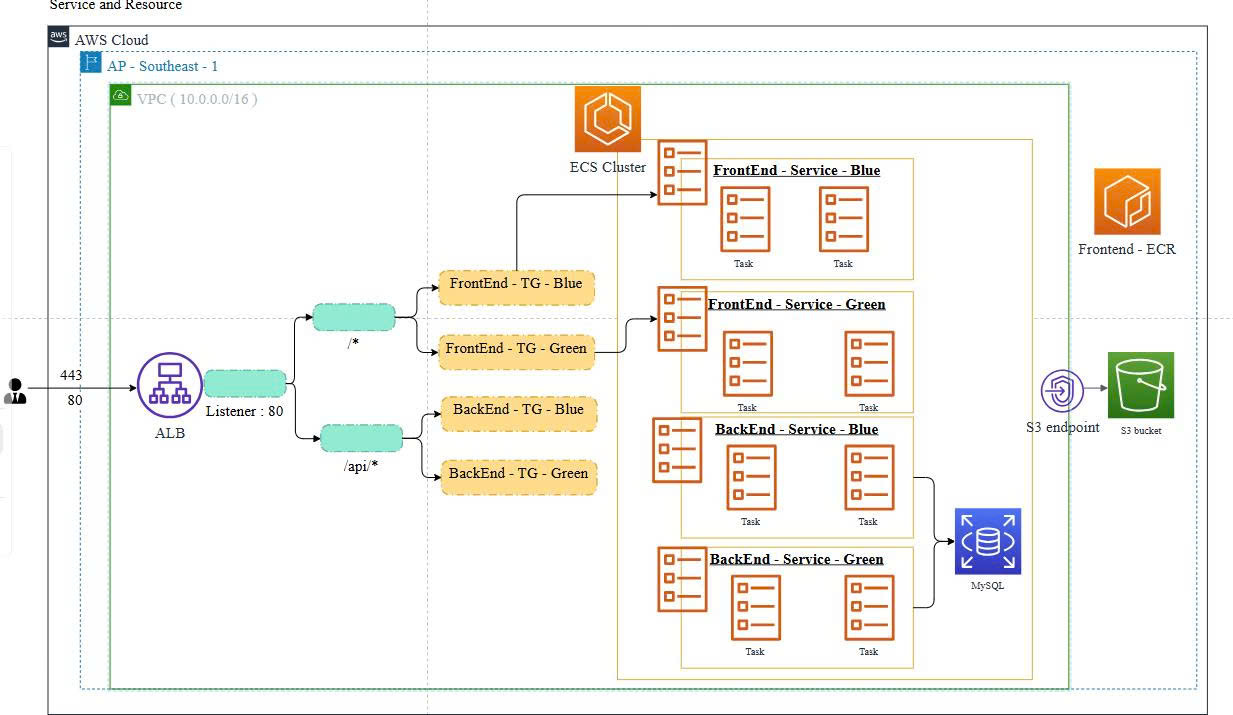 Service and Resource
aws
AWS Cloud
AP - Southeast - 1
VPC ( 10.0.0.0/16 )
ECS Cluster
FrontEnd - Service - Blue
Task
Task
Frontend - ECR
FrontEnd - TG - Blue
FrontEnd - Service - Green
/*
FrontEnd - TG - Green
443
80
Listener : 80
ALB
Task
Task
BackEnd - TG - Blue
BackEnd - Service - Blue
S3 endpoint
S3 bucket
/api/*
BackEnd - TG - Green
Task
Task
BackEnd - Service - Green
MySQL
Task
Task